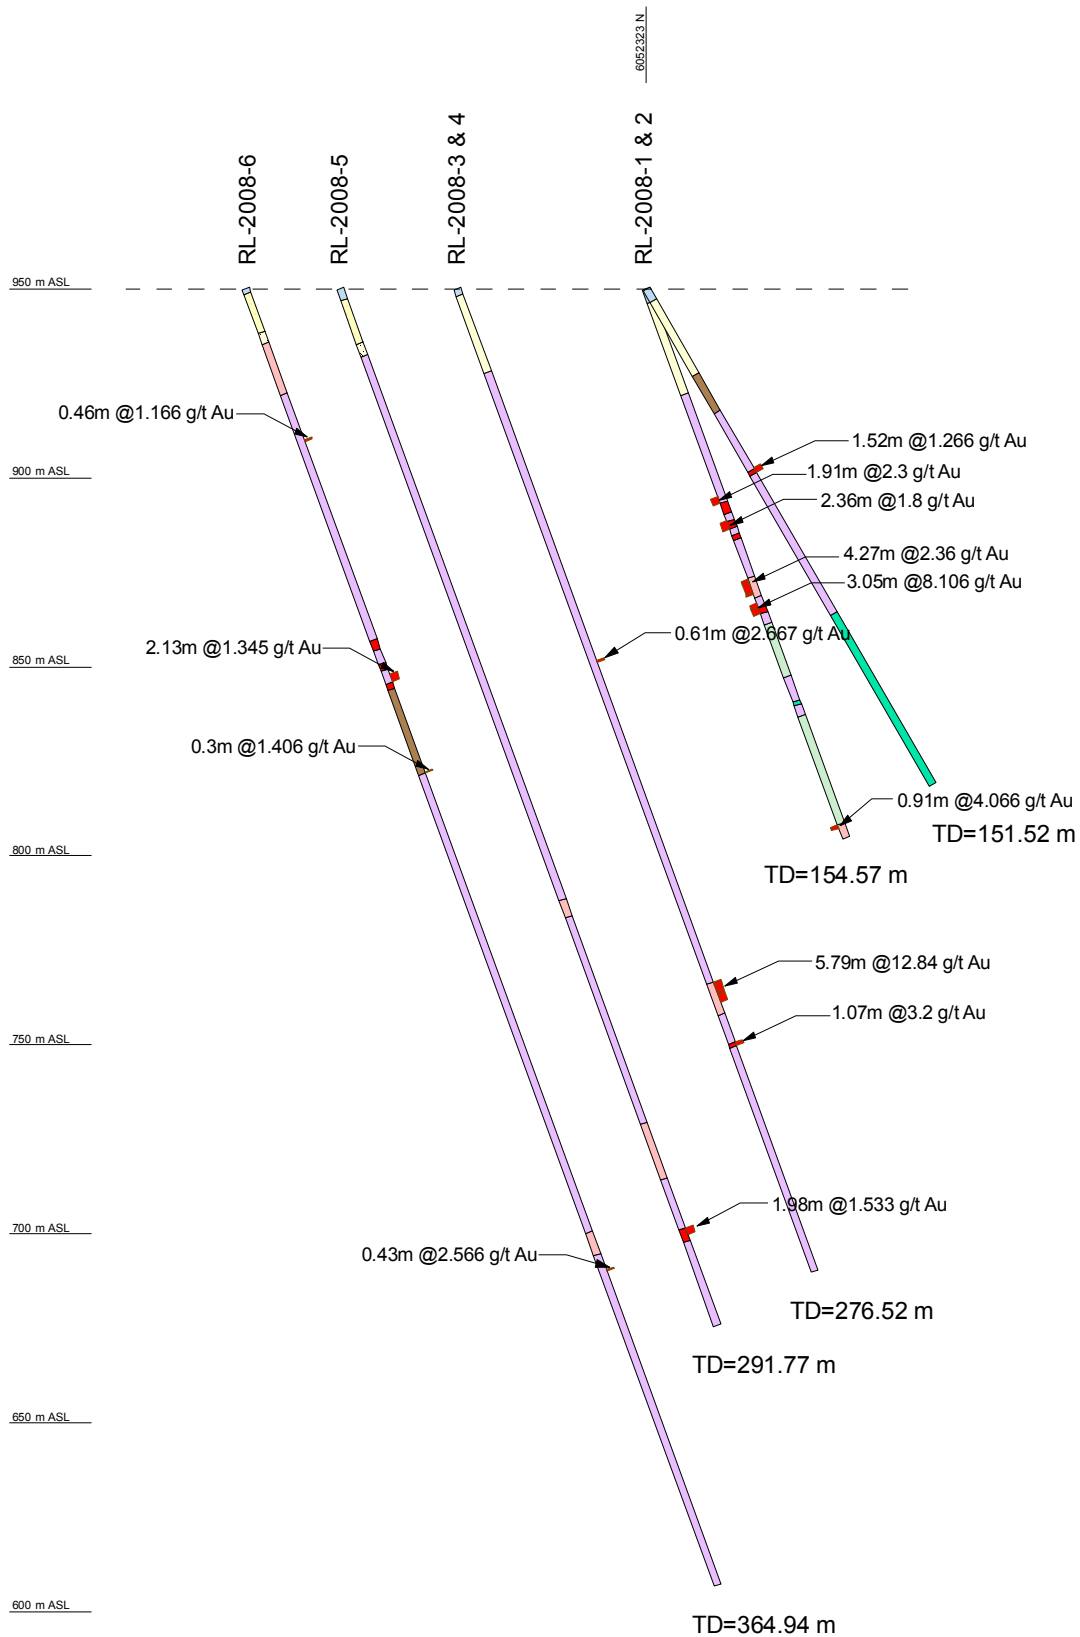 6052323 N
RL-2008-6
RL-2008-5
RL-2008-3 & 4
RL-2008-1 & 2
950 m ASL
0.46m @1.166 g/t Au
1.52m @1.266 g/t Au
900 m ASL
1.91m @2.3 g/t Au
2.36m @1.8 g/t Au
4.27m @2.36 g/t Au
3.05m @8.106 g/t Au
0.61m @2.667 g/t Au
2.13m @1.345 g/t Au
850 m ASL
0.3m @1.406 g/t Au
0.91m @4.066 g/t Au
TD=151.52 m
800 m ASL
TD=154.57 m
5.79m @12.84 g/t Au
1.07m @3.2 g/t Au
750 m ASL
1.98m @1.533 g/t Au
700 m ASL
0.43m @2.566 g/t Au
TD=276.52 m
TD=291.77 m
650 m ASL
600 m ASL
TD=364.94 m